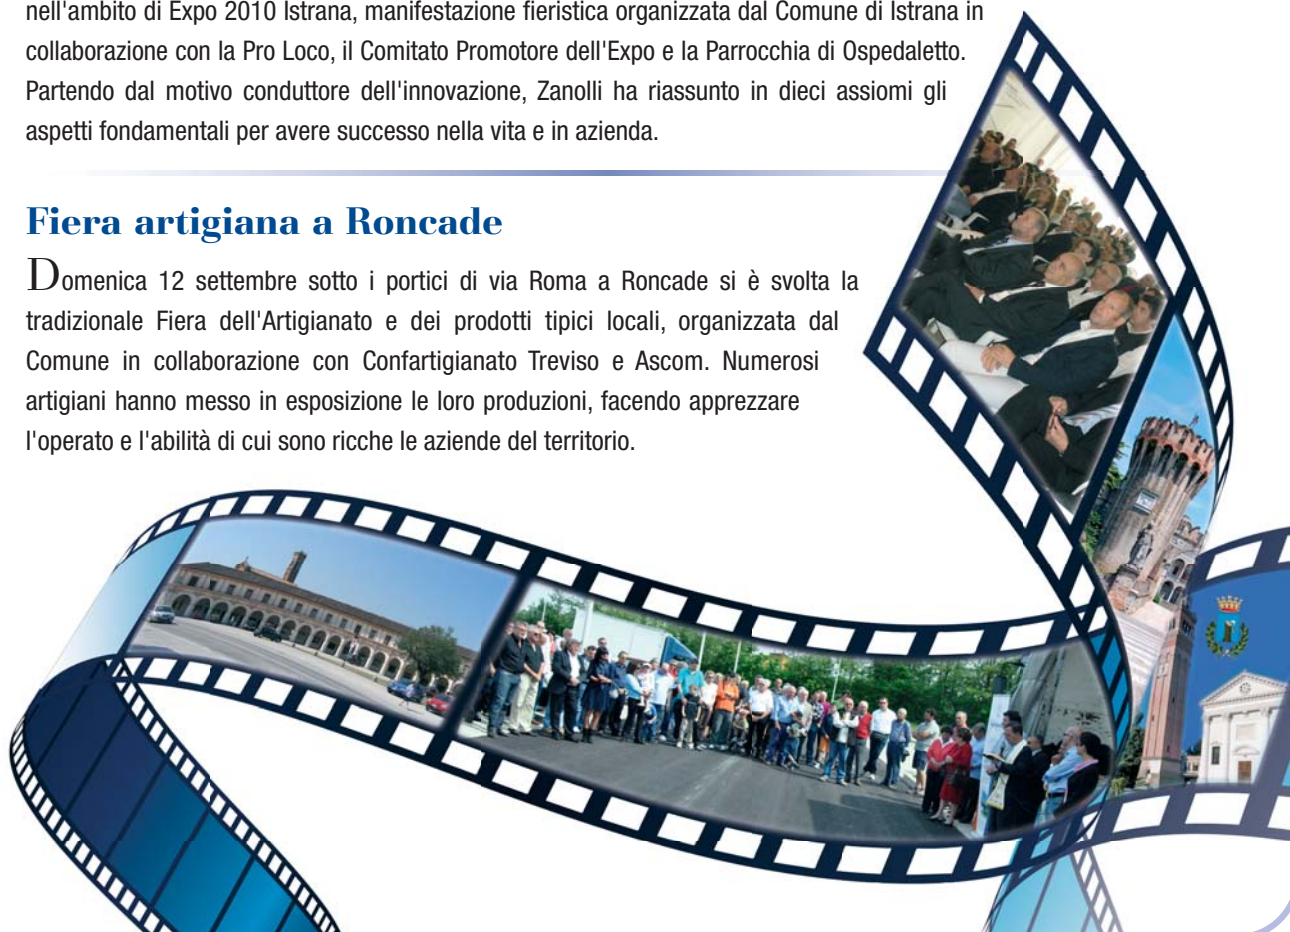 nell'ambito di Expo 2010 Istrana, manifestazione fieristica organizzata dal Comune di Istrana in
collaborazione con la Pro Loco, il Comitato Promotore dell'Expo e la Parrocchia di Ospedaletto.
Partendo dal motivo conduttore dell'innovazione, Zanolli ha riassunto in dieci assiomi gli
aspetti fondamentali per avere successo nella vita e in azienda.
Fiera artigiana a Roncade
Domenica 12 settembre sotto i portici di via Roma a Roncade si è svolta la
tradizionale Fiera dell'Artigianato e dei prodotti tipici locali, organizzata dal
Comune in collaborazione con Confartigianato Treviso e Ascom. Numerosi
artigiani hanno messo in esposizione le loro produzioni, facendo apprezzare
l'operato e l'abilità di cui sono ricche le aziende del territorio.